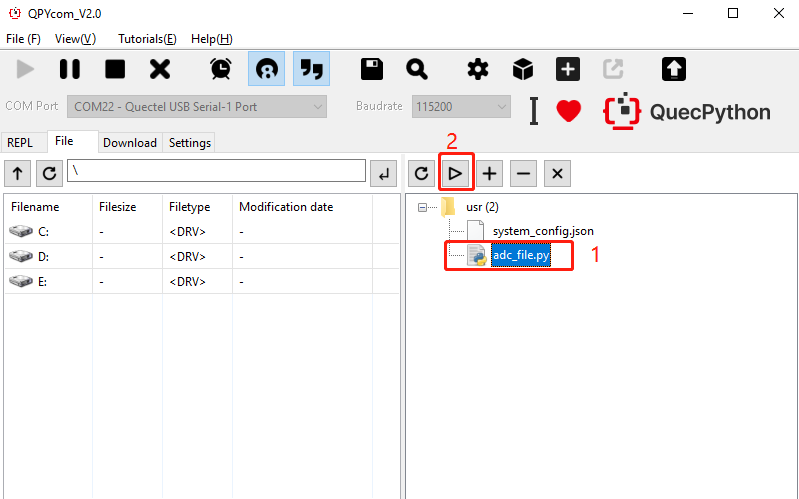 QPYcom_V2.0
File (F) View(V) Tutorials(E) Help(H)
COM Port COM22 - Quectel USB Serial-1 Port Baudrate 115200 QuecPython
REPL File Download Settings
2
\
Filename Filesize Filetype Modification date
C: - <DRV> -
D: - <DRV> -
E: - <DRV> -
usr (2)
system_config.json
adc_file.py 1